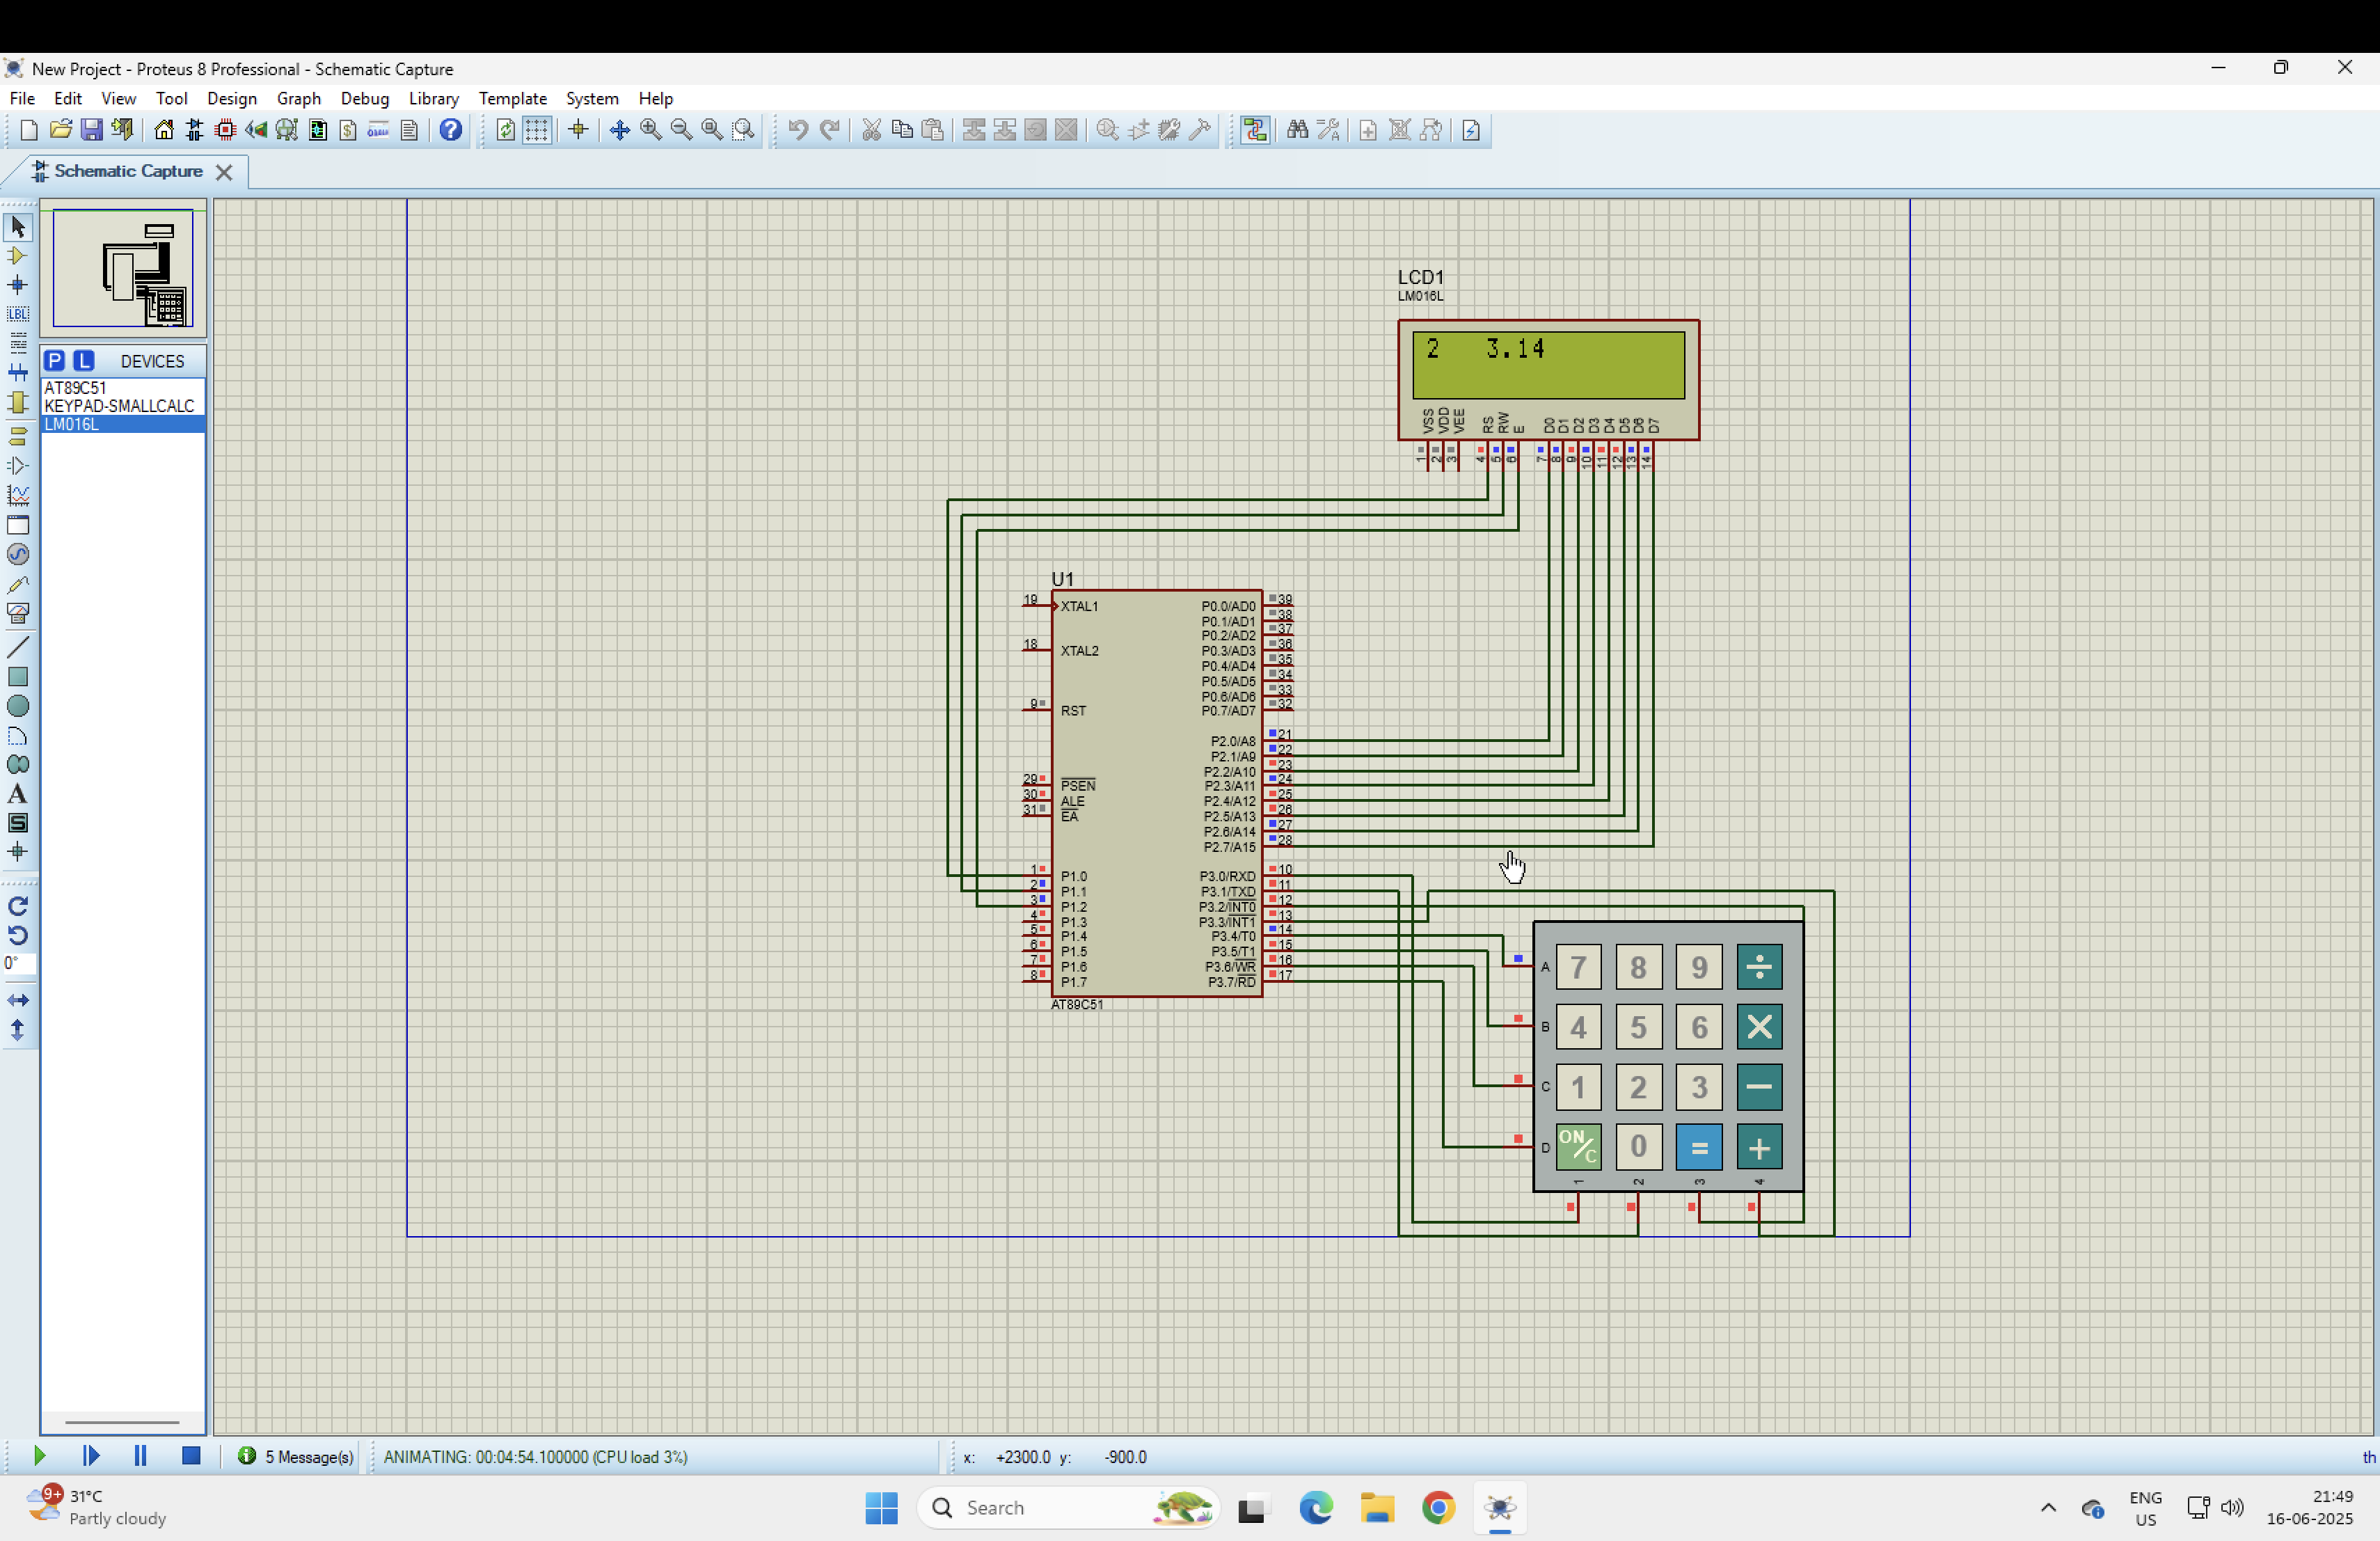 New Project - Proteus 8 Professional - Schematic Capture
File Edit View Tool Design Graph Debug Library Template System Help
Schematic Capture
P L DEVICES
AT89C51
KEYPAD-SMALLCALC
LM016L
LBL
A
S
0°
LCD1
LM016L
2 3.14
VSS VDD VEE RS RW E D0 D1 D2 D3 D4 D5 D6 D7
1 2 3 4 5 6 7 8 9 10 11 12 13 14
U1
19 XTAL1 P0.0/AD0 39
P0.1/AD1 38
P0.2/AD2 37
18 XTAL2 P0.3/AD3 36
P0.4/AD4 35
P0.5/AD5 34
P0.6/AD6 33
9 RST P0.7/AD7 32
P2.0/A8 21
P2.1/A9 22
P2.2/A10 23
29 PSEN P2.3/A11 24
30 ALE P2.4/A12 25
31 EA P2.5/A13 26
P2.6/A14 27
P2.7/A15 28
1 P1.0 P3.0/RXD 10
2 P1.1 P3.1/TXD 11
3 P1.2 P3.2/INT0 12
4 P1.3 P3.3/INT1 13
5 P1.4 P3.4/T0 14
6 P1.5 P3.5/T1 15
7 P1.6 P3.6/WR 16
8 P1.7 P3.7/RD 17
AT89C51
A 7 8 9 ÷
B 4 5 6 ×
C 1 2 3 −
D ON/C 0 = +
1 2 3 4
5 Message(s) ANIMATING: 00:04:54.100000 (CPU load 3%) x: +2300.0 y: -900.0 th
9+ 31°C
Partly cloudy
Search
ENG
US
21:49
16-06-2025